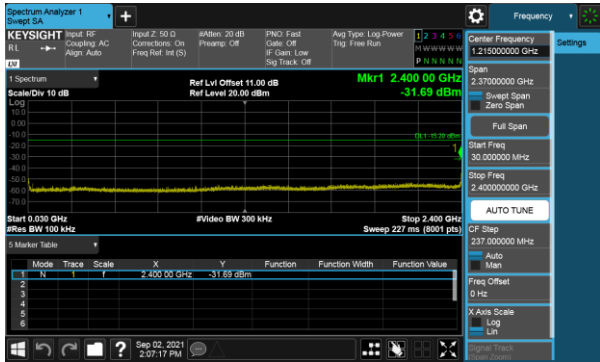 Spectrum Analyzer 1
Swept SA
Frequency
KEYSIGHT
RL
Input: RF
Coupling: AC
Align: Auto
Input Z: 50 Ω
Corrections: On
Freq Ref: Int (S)
#Atten: 20 dB
Preamp: Off
PNO: Fast
Gate: Off
IF Gain: Low
Sig Track: Off
Avg Type: Log-Power
Trig: Free Run
1 2 3 4 5 6
M W W W W W
P N N N N N
1 Spectrum
Scale/Div 10 dB
Ref Lvl Offset 11.00 dB
Ref Level 20.00 dBm
Mkr1 2.400 00 GHz
-31.69 dBm
Log
10.0
0.00
-10.0
-20.0
-30.0
-40.0
-50.0
-60.0
-70.0
DL1 -15.20 dBm
1
Start 0.030 GHz
#Res BW 100 kHz
#Video BW 300 kHz
Stop 2.400 GHz
Sweep 227 ms (8001 pts)
5 Marker Table
Mode Trace Scale X Y Function Function Width Function Value
1 N 1 f 2.400 00 GHz -31.69 dBm
2
3
4
5
6
Sep 02, 2021
2:07:17 PM
Center Frequency
1.215000000 GHz
Settings
Span
2.37000000 GHz
Swept Span
Zero Span
Full Span
Start Freq
30.000000 MHz
Stop Freq
2.400000000 GHz
AUTO TUNE
CF Step
237.000000 MHz
Auto
Man
Freq Offset
0 Hz
X Axis Scale
Log
Lin
Signal Track
(Span Zoom)